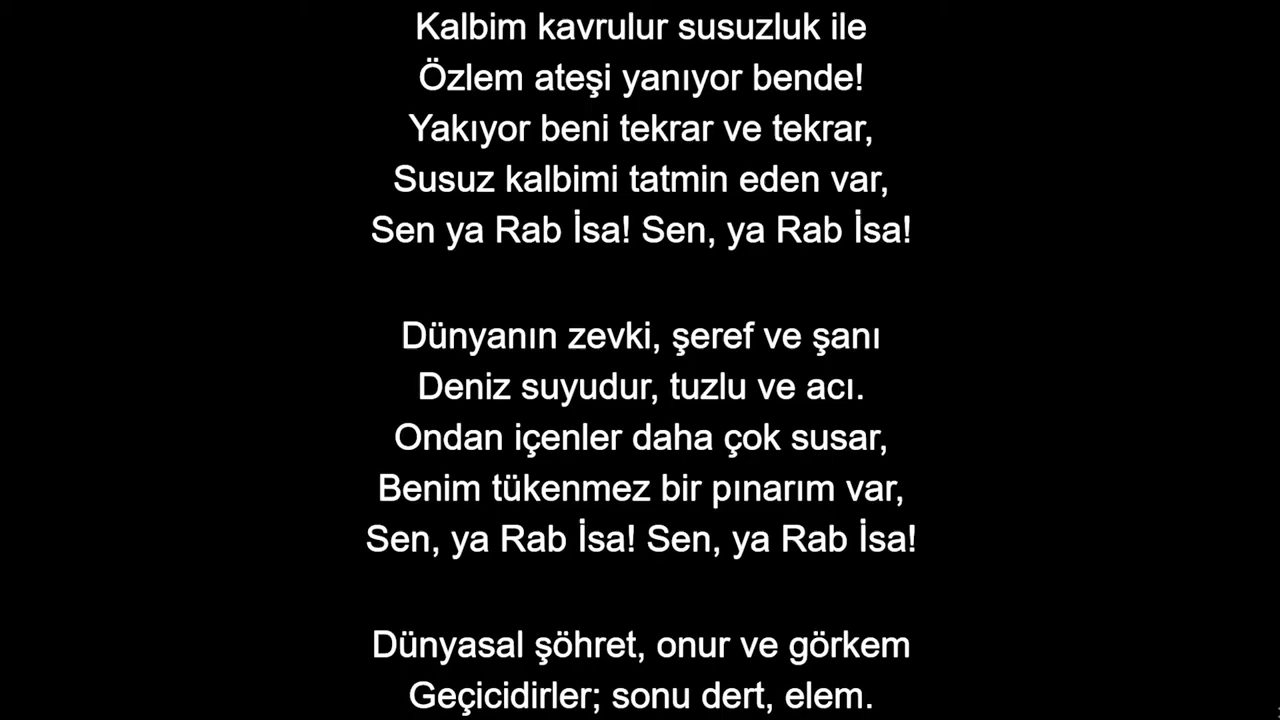 Kalbim kavrulur susuzluk ile
Özlem ateşi yanıyor bende!
Yakıyor beni tekrar ve tekrar,
Susuz kalbimi tatmin eden var,
Sen ya Rab İsa! Sen, ya Rab İsa!
Dünyanın zevki, şeref ve şanı
Deniz suyudur, tuzlu ve acı.
Ondan içenler daha çok susar,
Benim tükenmez bir pınarım var,
Sen, ya Rab İsa! Sen, ya Rab İsa!
Dünyasal şöhret, onur ve görkem
Geçicidirler; sonu dert, elem.